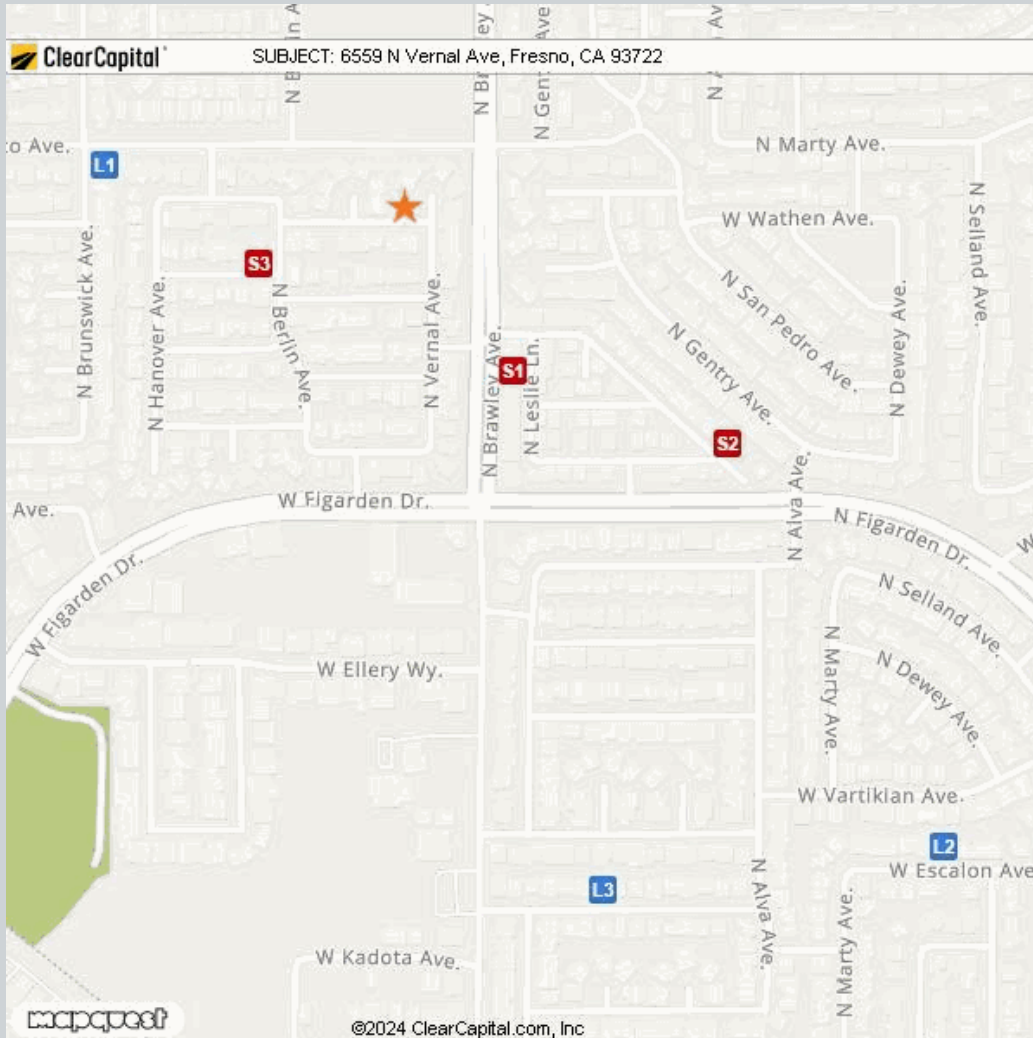 ClearCapital
SUBJECT: 6559 N Vernal Ave, Fresno, CA 93722
N Marty Ave.
L1
W Wathen Ave.
N Selland Ave.
S3
N San Pedro Ave.
N Brunswick Ave.
N Hanover Ave.
N Berlin Ave.
N Vernal Ave.
N Brawley Ave.
S1
N Leslie Ln.
N Gentry Ave.
N Dewey Ave.
S2
N Alva Ave.
W Figarden Dr.
Ave.
N Figarden Dr.
W Figarden Dr.
N Selland Ave.
W Ellery Wy.
N Marty Ave.
N Dewey Ave.
W Vartikian Ave.
L2
W Escalon Ave
L3
N Alva Ave.
N Marty Ave.
W Kadota Ave.
mapquest
©2024 ClearCapital.com, Inc